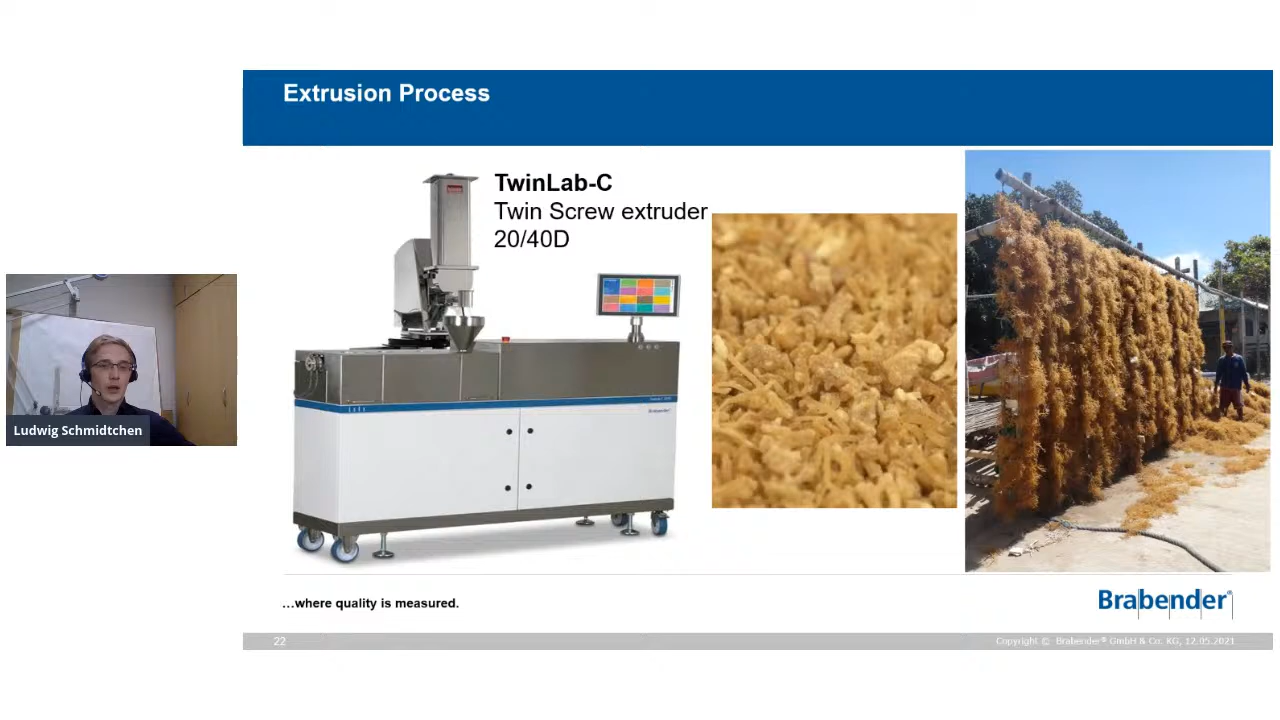 Extrusion Process
TwinLab-C
Twin Screw extruder
20/40D
Brabender
Ludwig Schmidtchen
...where quality is measured.
Brabender®
22
Copyright © Brabender® GmbH & Co. KG, 12.05.2021